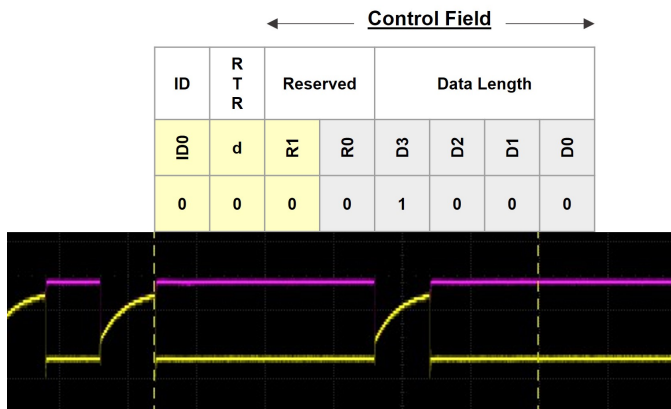 Control Field
ID R T R Reserved Data Length
ID0 d R1 R0 D3 D2 D1 D0
0 0 0 0 1 0 0 0